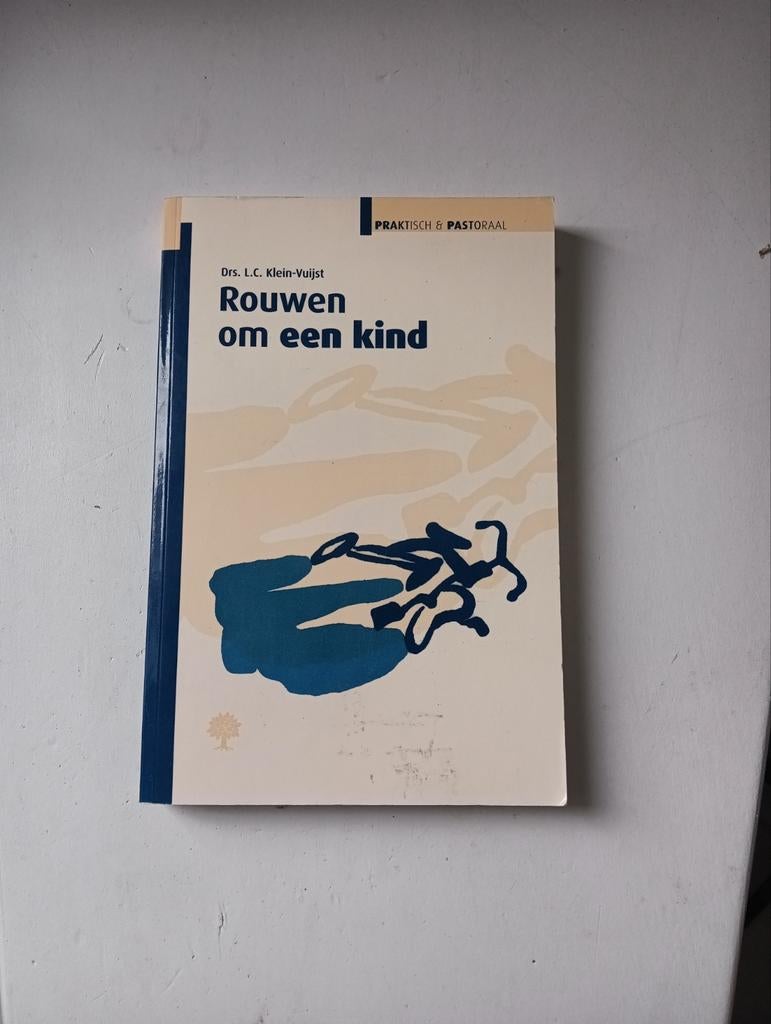 PRAKTISCH & PASTORAAL
Drs. L.C. Klein-Vuijst
Rouwen
om een kind